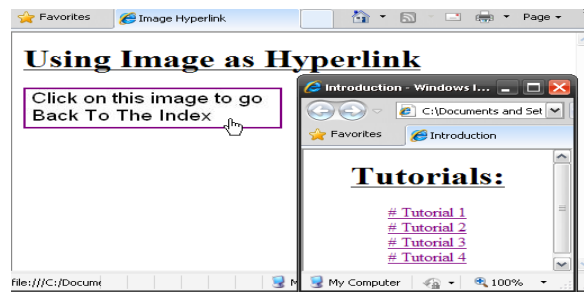 Favorites Image Hyperlink Page
Using Image as Hyperlink
Click on this image to go
Back To The Index
file:///C:/Docume
Introduction - Windows I...
C:\Documents and Set
Favorites Introduction
Tutorials:
# Tutorial 1
# Tutorial 2
# Tutorial 3
# Tutorial 4
My Computer 100%